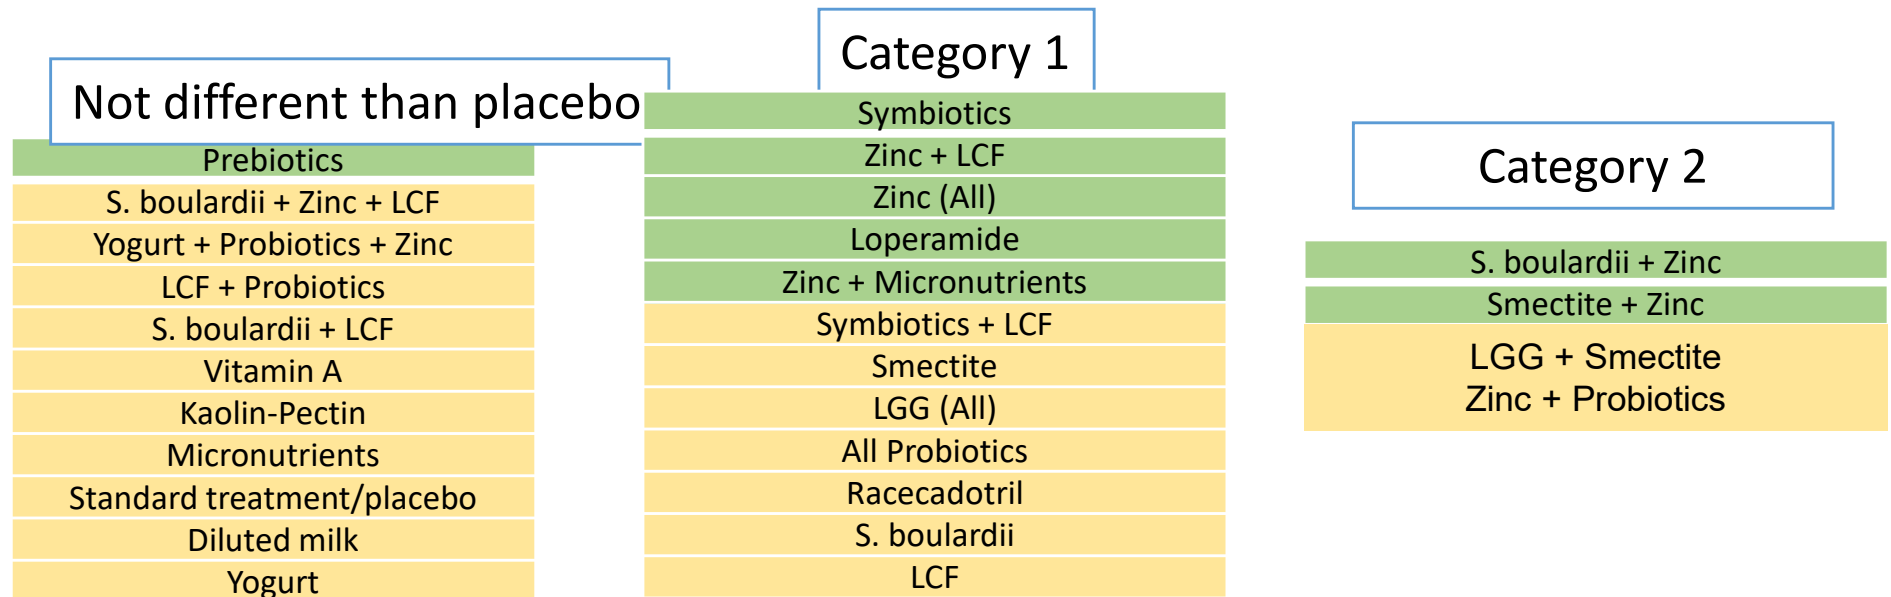 Not different than placebo
Prebiotics
S. boulardii + Zinc + LCF
Yogurt + Probiotics + Zinc
LCF + Probiotics
S. boulardii + LCF
Vitamin A
Kaolin-Pectin
Micronutrients
Standard treatment/placebo
Diluted milk
Yogurt
Category 1
Symbiotics
Zinc + LCF
Zinc (All)
Loperamide
Zinc + Micronutrients
Symbiotics + LCF
Smectite
LGG (All)
All Probiotics
Racecadotril
S. boulardii
LCF
Category 2
S. boulardii + Zinc
Smectite + Zinc
LGG + Smectite
Zinc + Probiotics